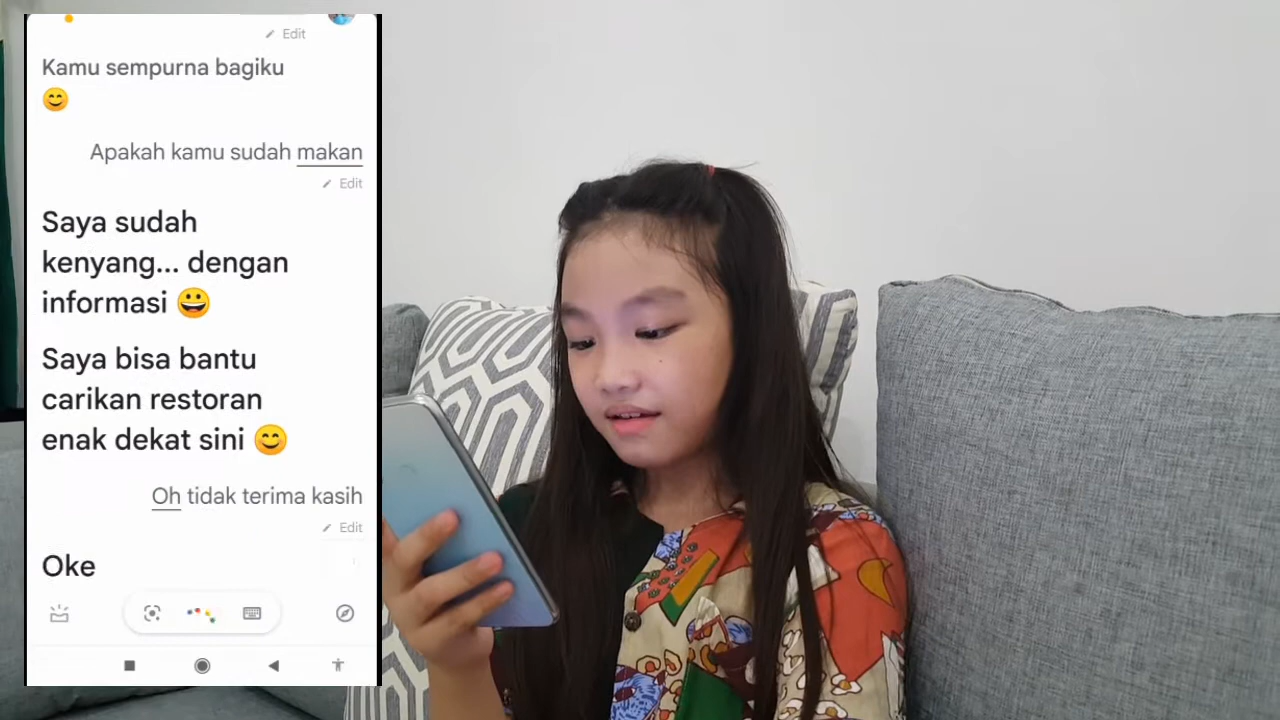 Edit
Kamu sempurna bagiku
😊
Apakah kamu sudah makan
Edit
Saya sudah
kenyang... dengan
informasi 😀
Saya bisa bantu
carikan restoran
enak dekat sini 😊
Oh tidak terima kasih
Edit
Oke